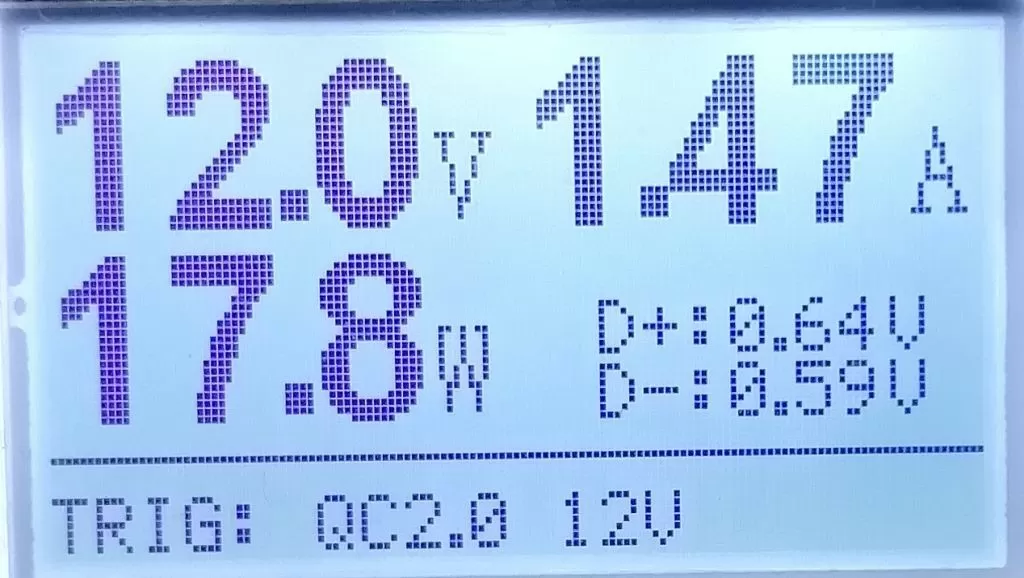 12.0V 1.47A
17.8W
D+:0.64V
D-:0.59V
TRIG: QC2.0 12V